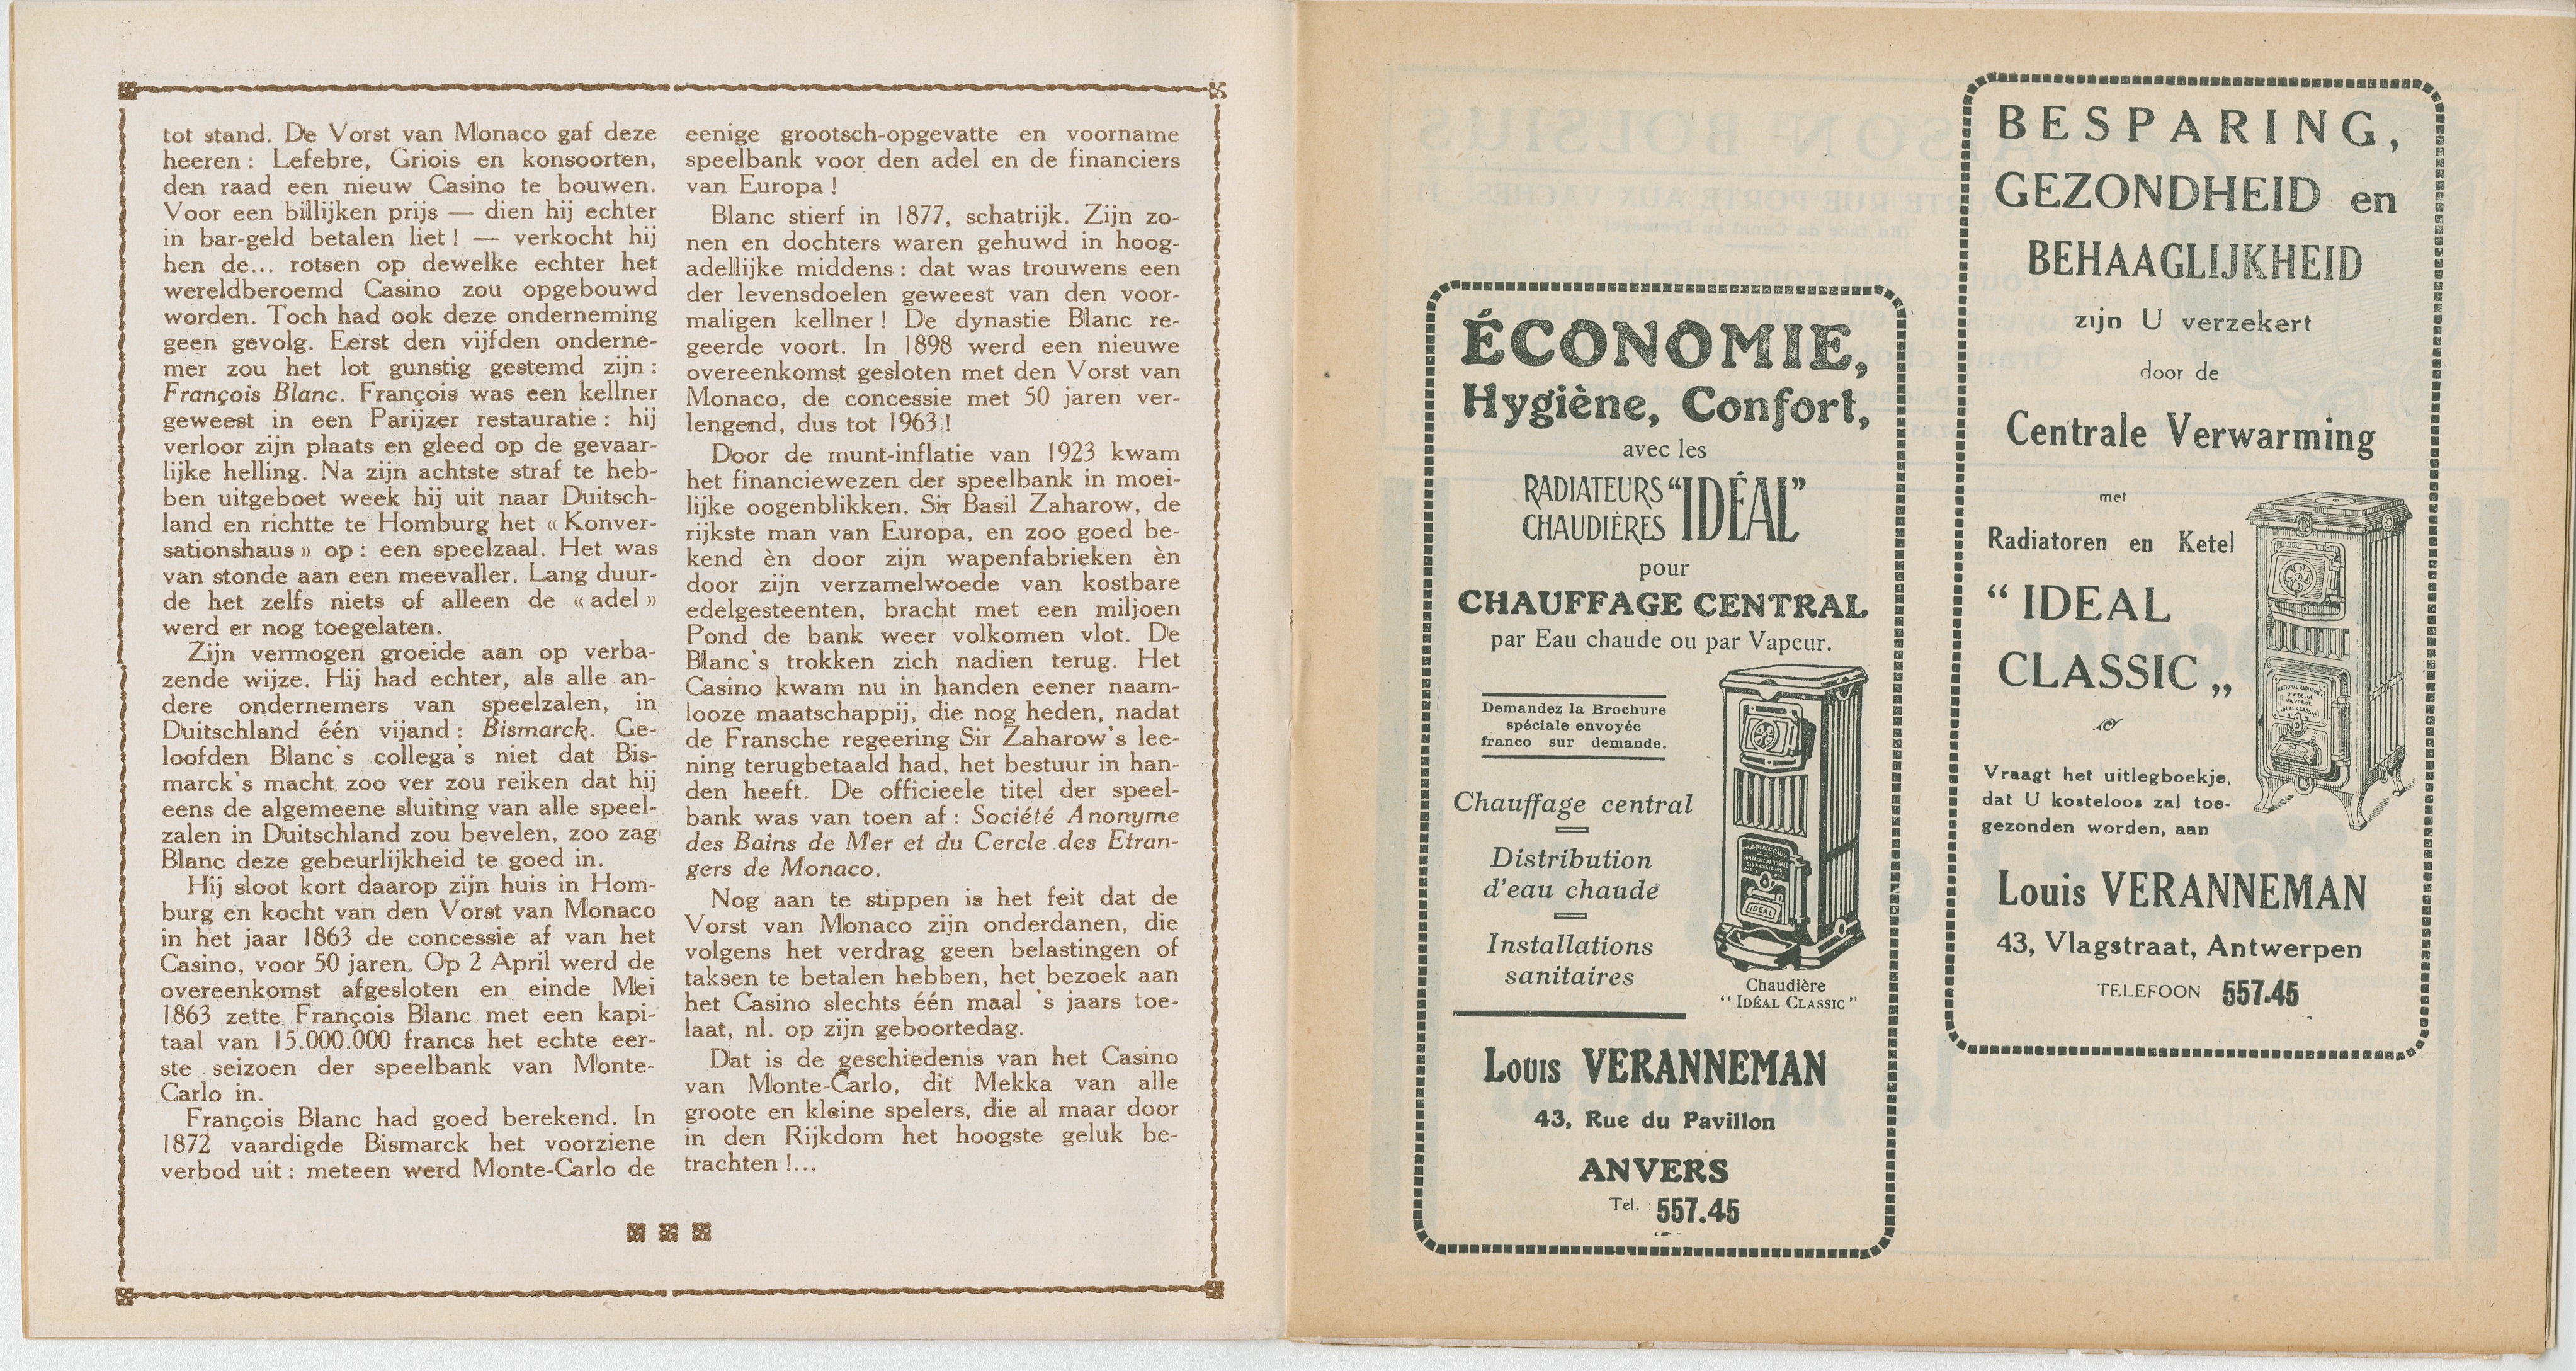 tot stand. De Vorst van Monaco gaf deze
heeren : Lefebre, Griois en konsoorten,
den raad een nieuw Casino te bouwen.
Voor een billijken prijs — dien hij echter
in bar-geld betalen liet ! — verkocht hij
hen de... rotsen op dewelke echter het
wereldberoemd Casino zou opgebouwd
worden. Toch had ook deze onderneming
geen gevolg. Eerst den vijfden onderne-
mer zou het lot gunstig gestemd zijn :
François Blanc. François was een kellner
geweest in een Parijzer restauratie : hij
verloor zijn plaats en gleed op de gevaar-
lijke helling. Na zijn achtste straf te heb-
ben uitgeboet week hij uit naar Duitsch-
land en richtte te Homburg het « Konver-
sationshaus » op : een speelzaal. Het was
van stonde aan een meevaller. Lang duur-
de het zelfs niets of alleen de « adel »
werd er nog toegelaten.
Zijn vermogen groeide aan op verba-
zende wijze. Hij had echter, als alle an-
dere ondernemers van speelzalen, in
Duitschland één vijand : Bismarck. Ge-
loofden Blanc's collega's niet dat Bis-
marck's macht zoo ver zou reiken dat hij
eens de algemeene sluiting van alle speel-
zalen in Duitschland zou bevelen, zoo zag
Blanc deze gebeurlijkheid te goed in.
Hij sloot kort daarop zijn huis in Hom-
burg en kocht van den Vorst van Monaco
in het jaar 1863 de concessie af van het
Casino, voor 50 jaren. Op 2 April werd de
overeenkomst afgesloten en einde Mei
1863 zette François Blanc met een kapi-
taal van 15.000.000 francs het echte eer-
ste seizoen der speelbank van Monte-
Carlo in.
François Blanc had goed berekend. In
1872 vaardigde Bismarck het voorziene
verbod uit : meteen werd Monte-Carlo de
eenige grootsch-opgevatte en voorname
speelbank voor den adel en de financiers
van Europa !
Blanc stierf in 1877, schatrijk. Zijn zo-
nen en dochters waren gehuwd in hoog-
adellijke middens : dat was trouwens een
der levensdoelen geweest van den voor-
maligen kellner ! De dynastie Blanc re-
geerde voort. In 1898 werd een nieuwe
overeenkomst gesloten met den Vorst van
Monaco, de concessie met 50 jaren ver-
lengend, dus tot 1963 !
Door de munt-inflatie van 1923 kwam
het financiewezen der speelbank in moei-
lijke oogenblikken. Sir Basil Zaharow, de
rijkste man van Europa, en zoo goed be-
kend èn door zijn wapenfabrieken èn
door zijn verzamelwoede van kostbare
edelgesteenten, bracht met een miljoen
Pond de bank weer volkomen vlot. De
Blanc's trokken zich nadien terug. Het
Casino kwam nu in handen eener naam-
looze maatschappij, die nog heden, nadat
de Fransche regeering Sir Zaharow's lee-
ning terugbetaald had, het bestuur in han-
den heeft. De officieele titel der speel-
bank was van toen af : Société Anonyme
des Bains de Mer et du Cercle des Etran-
gers de Monaco.
Nog aan te stippen is het feit dat de
Vorst van Monaco zijn onderdanen, die
volgens het verdrag geen belastingen of
taksen te betalen hebben, het bezoek aan
het Casino slechts één maal 's jaars toe-
laat, nl. op zijn geboortedag.
Dat is de geschiedenis van het Casino
van Monte-Carlo, dit Mekka van alle
groote en kleine spelers, die al maar door
in den Rijkdom het hoogste geluk be-
trachten !...
ÉCONOMIE,
Hygiène, Confort,
avec les
RADIATEURS
CHAUDIÈRES
"IDÉAL"
pour
CHAUFFAGE CENTRAL
par Eau chaude ou par Vapeur.
Demandez la Brochure
spéciale envoyée
franco sur demande.
Chauffage central
Distribution
d'eau chaude
Installations
sanitaires
IDEAL
Chaudière
"IDÉAL CLASSIC"
Louis VERANNEMAN
43, Rue du Pavillon
ANVERS
Tél. 557.45
BESPARING,
GEZONDHEID en
BEHAAGLIJKHEID
zijn U verzekert
door de
Centrale Verwarming
met
Radiatoren en Ketel
“ IDEAL
CLASSIC „
Vraagt het uitlegboekje,
dat U kosteloos zal toe-
gezonden worden, aan
Louis VERANNEMAN
43, Vlagstraat, Antwerpen
TELEFOON 557.45